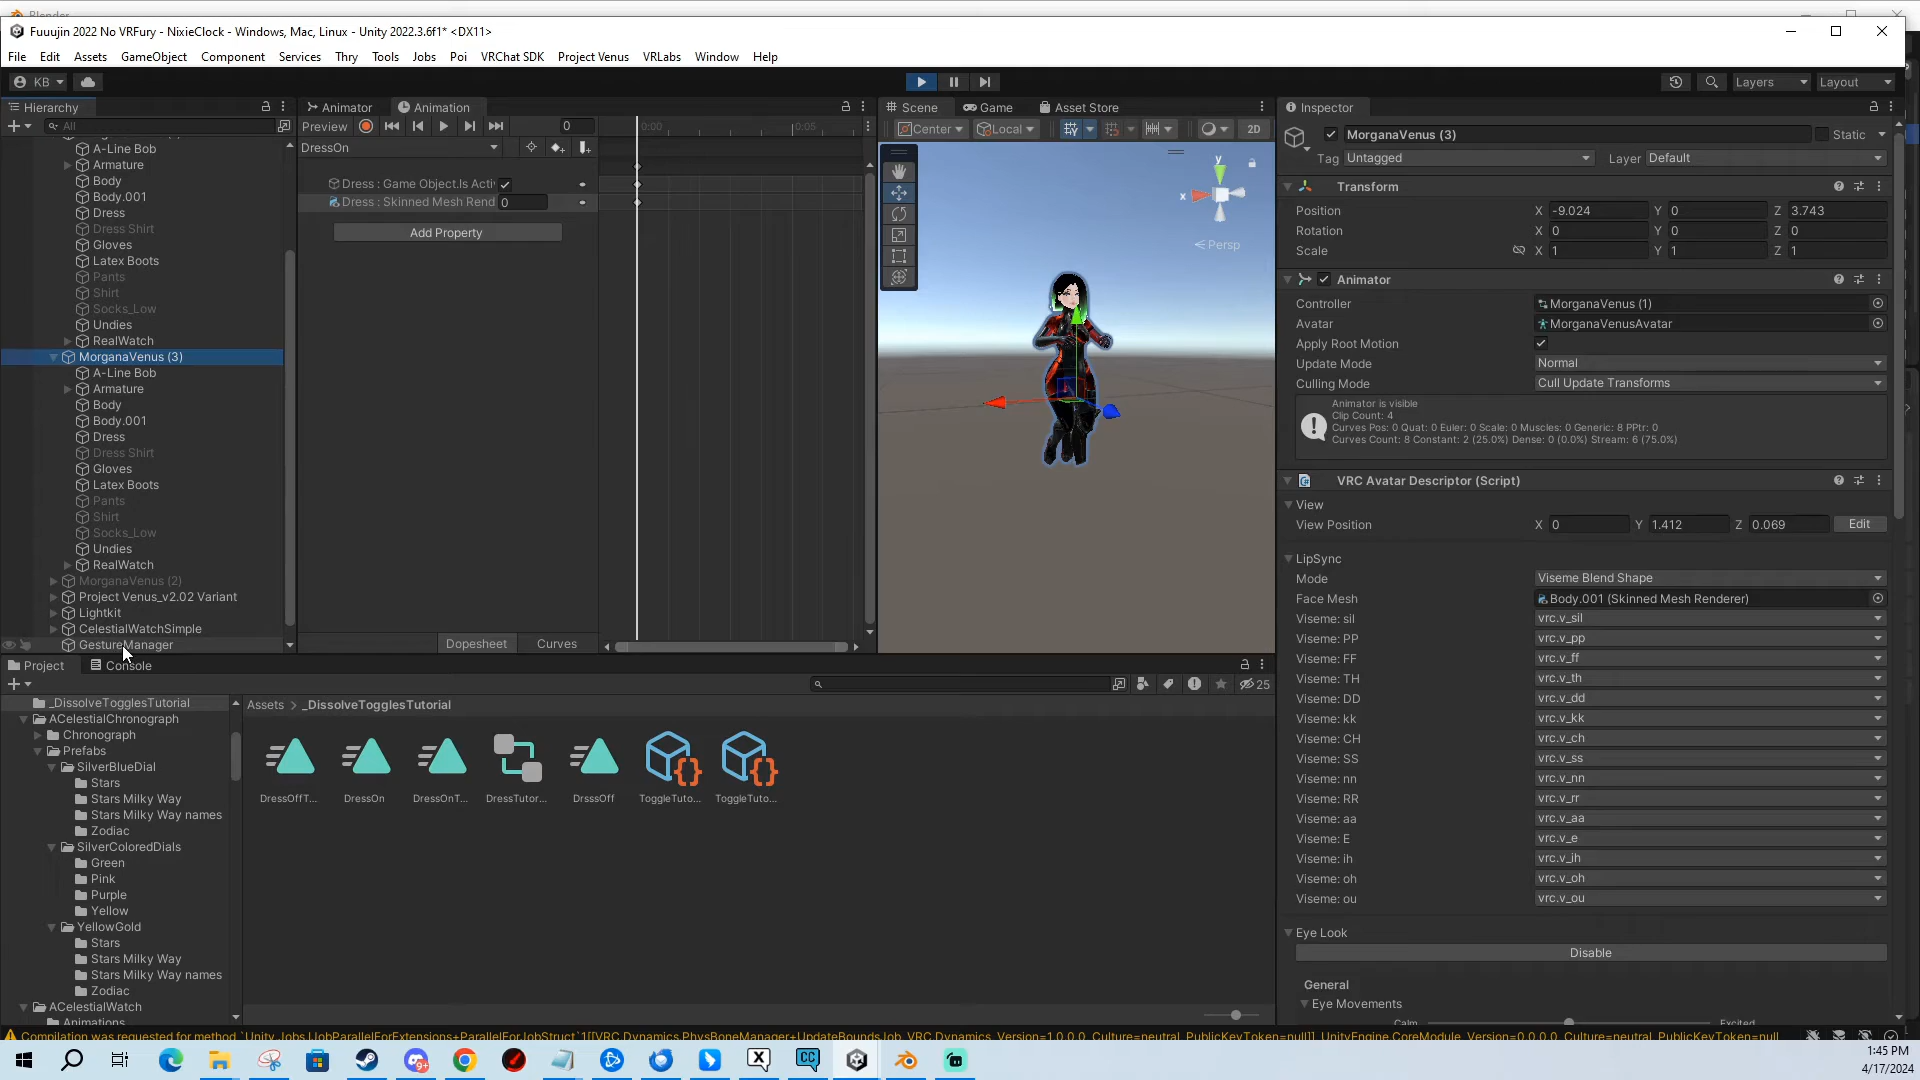 Blender
Fuuujin 2022 No VRFury - NixieClock - Windows, Mac, Linux - Unity 2022.3.6f1* <DX11>
File Edit Assets GameObject Component Services Thry Tools Jobs Poi VRChat SDK Project Venus VRLabs Window Help
KB Layers Layout
Hierarchy
All
A-Line Bob
Armature
Body
Body.001
Dress
Dress Shirt
Gloves
Latex Boots
Pants
Shirt
Socks_Low
Undies
RealWatch
MorganaVenus (3)
A-Line Bob
Armature
Body
Body.001
Dress
Dress Shirt
Gloves
Latex Boots
Pants
Shirt
Socks_Low
Undies
RealWatch
MorganaVenus (2)
Project Venus_v2.02 Variant
Lightkit
CelestialWatchSimple
GestureManager
Animator Animation
Preview 0 0:00 0:05
DressOn
Dress : Game Object.Is Acti
Dress : Skinned Mesh Rend 0
Add Property
Dopesheet Curves
Scene Game Asset Store
Center Local 2D
y
x
Persp
Inspector
MorganaVenus (3) Static
Tag Untagged Layer Default
Transform
Position X -9.024 Y 0 Z 3.743
Rotation X 0 Y 0 Z 0
Scale X 1 Y 1 Z 1
Animator
Controller MorganaVenus (1)
Avatar MorganaVenusAvatar
Apply Root Motion
Update Mode Normal
Culling Mode Cull Update Transforms
Animator is visible
Clip Count: 4
Curves Pos: 0 Quat: 0 Euler: 0 Scale: 0 Muscles: 0 Generic: 8 PPtr: 0
Curves Count: 8 Constant: 2 (25.0%) Dense: 0 (0.0%) Stream: 6 (75.0%)
VRC Avatar Descriptor (Script)
View
View Position X 0 Y 1.412 Z 0.069 Edit
LipSync
Mode Viseme Blend Shape
Face Mesh Body.001 (Skinned Mesh Renderer)
Viseme: sil vrc.v_sil
Viseme: PP vrc.v_pp
Viseme: FF vrc.v_ff
Viseme: TH vrc.v_th
Viseme: DD vrc.v_dd
Viseme: kk vrc.v_kk
Viseme: CH vrc.v_ch
Viseme: SS vrc.v_ss
Viseme: nn vrc.v_nn
Viseme: RR vrc.v_rr
Viseme: aa vrc.v_aa
Viseme: E vrc.v_e
Viseme: ih vrc.v_ih
Viseme: oh vrc.v_oh
Viseme: ou vrc.v_ou
Eye Look
Disable
General
Eye Movements
Calm Excited
Project Console
25
_DissolveTogglesTutorial
ACelestialChronograph
Chronograph
Prefabs
SilverBlueDial
Stars
Stars Milky Way
Stars Milky Way names
Zodiac
SilverColoredDials
Green
Pink
Purple
Yellow
YellowGold
Stars
Stars Milky Way
Stars Milky Way names
Zodiac
ACelestialWatch
Animations
Assets > _DissolveTogglesTutorial
DressOffT... DressOn DressOnT... DressTutor... DrsssOff ToggleTuto... ToggleTuto...
1:45 PM
4/17/2024